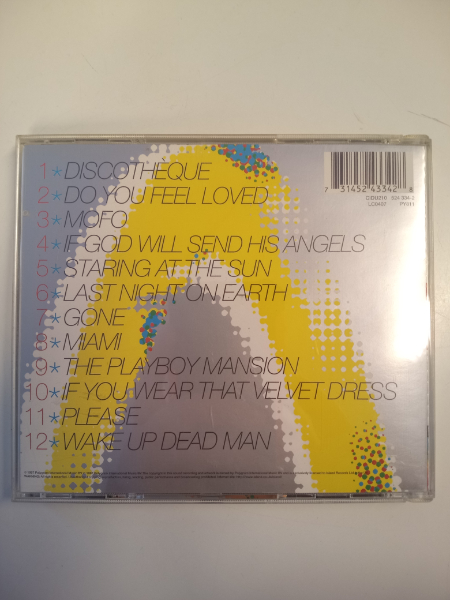 1*DISCOTHÈQUE
2*DO YOU FEEL LOVED
3*MOFO
4*IF GOD WILL SEND HIS ANGELS
5*STARING AT THE SUN
6*LAST NIGHT ON EARTH
7*GONE
8*MIAMI
9*THE PLAYBOY MANSION
10*IF YOU WEAR THAT VELVET DRESS
11*PLEASE
12*WAKE UP DEAD MAN
7 31452 43342 8